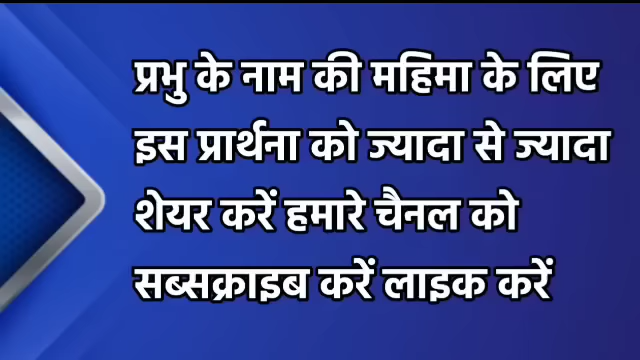 प्रभु के नाम की महिमा के लिए
इस प्रार्थना को ज्यादा से ज्यादा
शेयर करें हमारे चैनल को
सब्सक्राइब करें लाइक करें